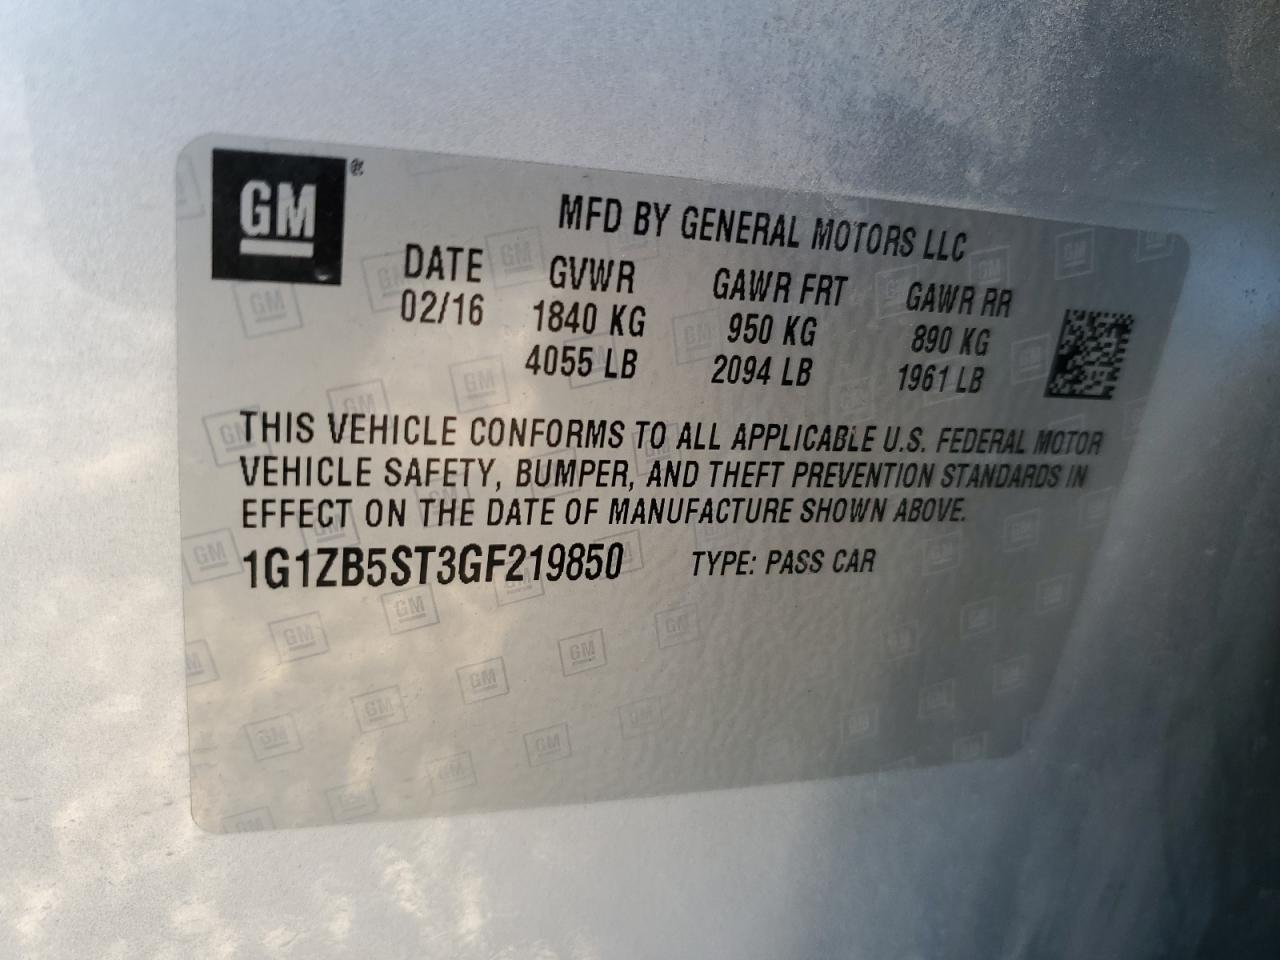 GM ®
MFD BY GENERAL MOTORS LLC
DATE GVWR GAWR FRT GAWR RR
02/16 1840 KG 950 KG 890 KG
4055 LB 2094 LB 1961 LB
THIS VEHICLE CONFORMS TO ALL APPLICABLE U.S. FEDERAL MOTOR
VEHICLE SAFETY, BUMPER, AND THEFT PREVENTION STANDARDS IN
EFFECT ON THE DATE OF MANUFACTURE SHOWN ABOVE.
1G1ZB5ST3GF219850 TYPE: PASS CAR